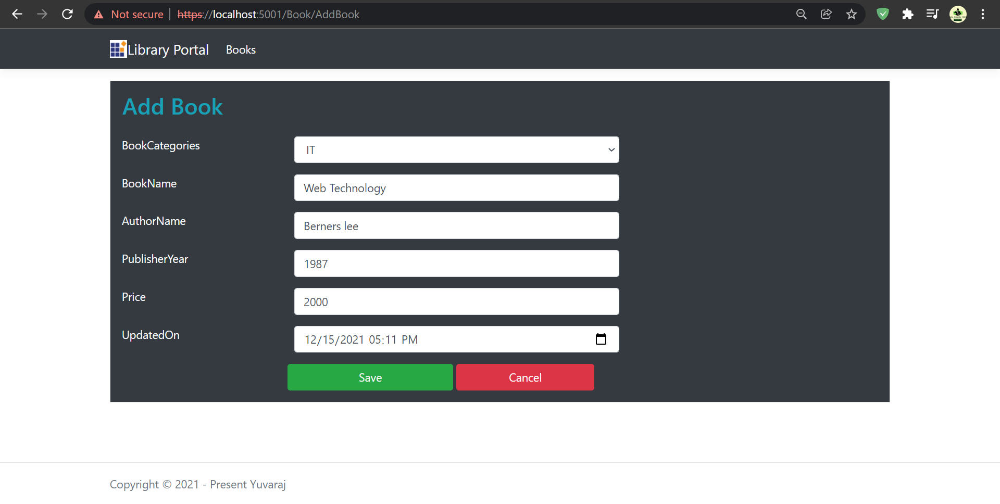 Not secure | https://localhost:5001/Book/AddBook
Library Portal Books
Add Book
BookCategories IT
BookName Web Technology
AuthorName Berners lee
PublisherYear 1987
Price 2000
UpdatedOn 12/15/2021 05:11 PM
Save Cancel
Copyright © 2021 - Present Yuvaraj